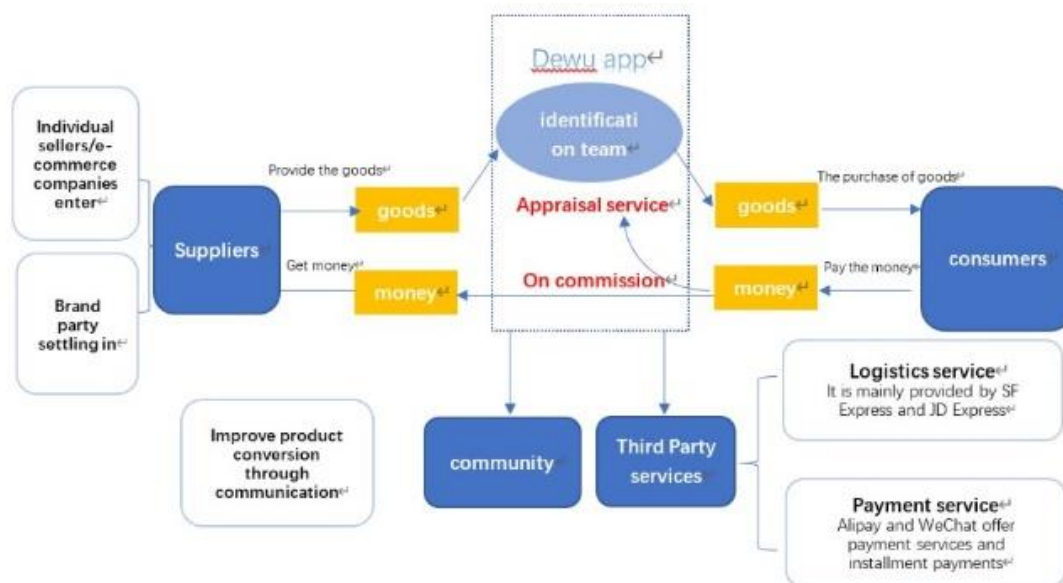 Dewu app↵
Individual
sellers/e-
commerce
companies
enter↵
identificati
on team↵
Provide the goods↵
The purchase of goods↵
goods↵
goods↵
Appraisal service↵
Suppliers↵
consumers↵
Get money↵
Pay the money↵
On commission↵
money↵
money↵
Brand
party
settling in↵
Logistics service↵
It is mainly provided by SF
Express and JD Express↵
Improve product
conversion
through
communication↵
community↵
Third Party
services↵
Payment service↵
Alipay and WeChat offer
payment services and
installment payments↵